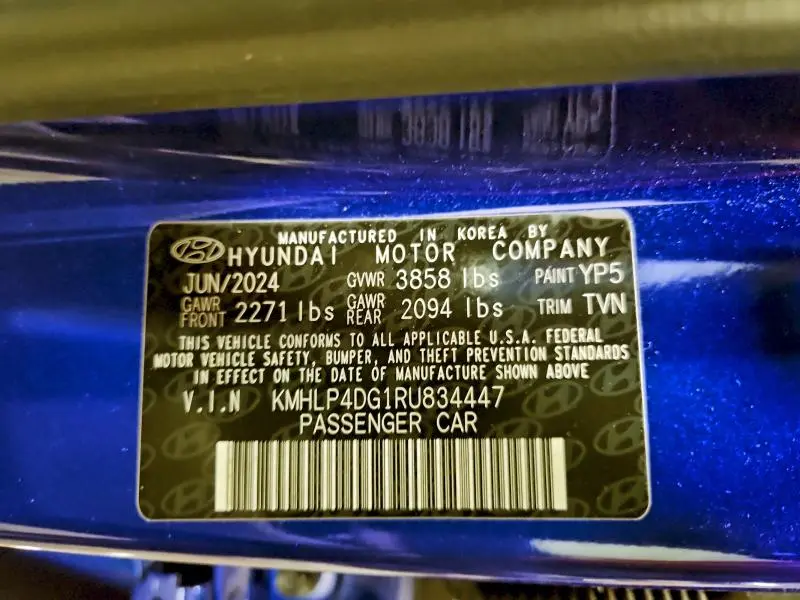 MANUFACTURED IN KOREA BY
HYUNDAI MOTOR COMPANY
JUN/2024 GVWR 3858 lbs PAINT YP5
GAWR FRONT 2271 lbs GAWR REAR 2094 lbs TRIM TVN
THIS VEHICLE CONFORMS TO ALL APPLICABLE U.S.A. FEDERAL
MOTOR VEHICLE SAFETY, BUMPER, AND THEFT PREVENTION STANDARDS
IN EFFECT ON THE DATE OF MANUFACTURE SHOWN ABOVE
V.I.N KMHLP4DG1RU834447
PASSENGER CAR